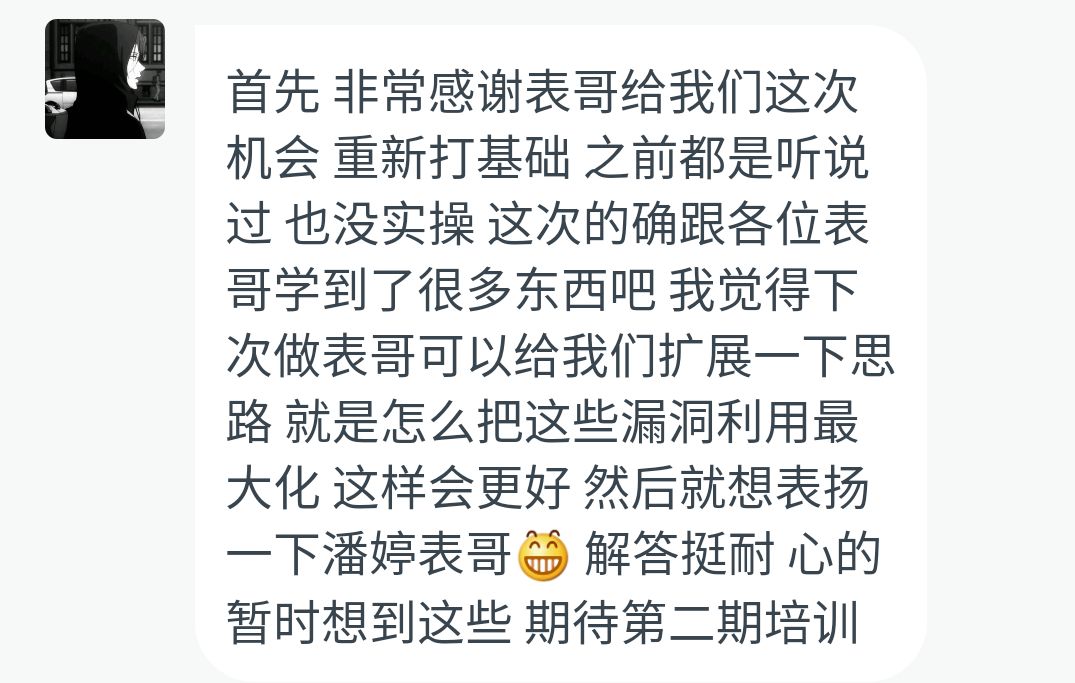 首先 非常感谢表哥给我们这次
机会 重新打基础 之前都是听说
过 也没实操 这次的确跟各位表
哥学到了很多东西吧 我觉得下
次做表哥可以给我们扩展一下思
路 就是怎么把这些漏洞利用最
大化 这样会更好 然后就想表扬
一下潘婷表哥😁 解答挺耐 心的
暂时想到这些 期待第二期培训